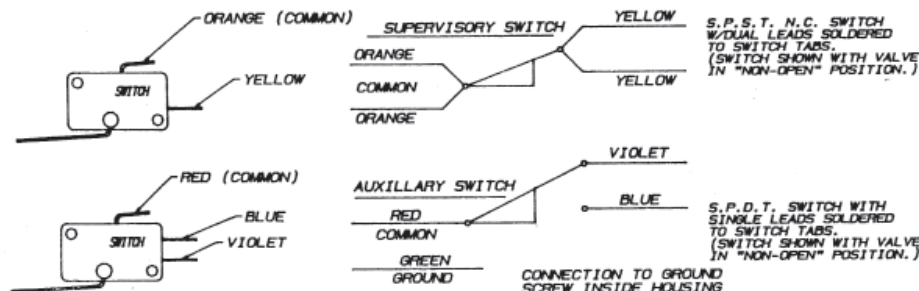 ORANGE (COMMON)
SWITCH
YELLOW
SUPERVISORY SWITCH
ORANGE
COMMON
ORANGE
YELLOW
YELLOW
S.P.S.T. N.C. SWITCH
W/DUAL LEADS SOLDERED
TO SWITCH TABS.
(SWITCH SHOWN WITH VALVE
IN "NON-OPEN" POSITION.)
RED (COMMON)
SWITCH
BLUE
VIOLET
AUXILLARY SWITCH
RED
COMMON
VIOLET
BLUE
GREEN
GROUND
CONNECTION TO GROUND
SCREW INSIDE HOUSING
S.P.D.T. SWITCH WITH
SINGLE LEADS SOLDERED
TO SWITCH TABS.
(SWITCH SHOWN WITH VALVE
IN "NON-OPEN" POSITION.)